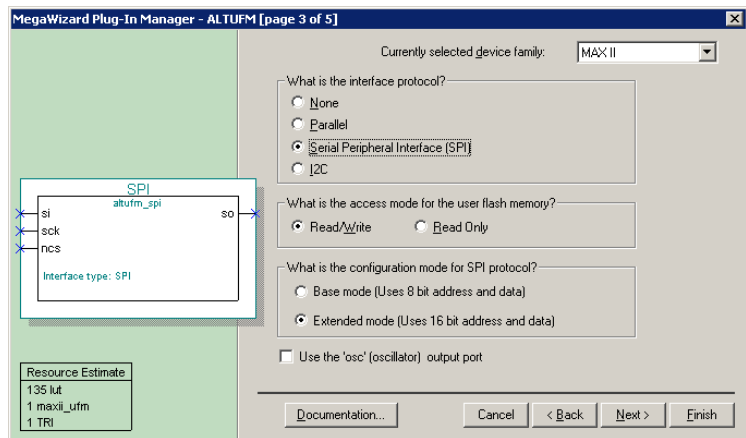 MegaWizard Plug-In Manager - ALTUFM [page 3 of 5]
Currently selected device family: MAX II
What is the interface protocol?
None
Parallel
Serial Peripheral Interface (SPI)
I2C
What is the access mode for the user flash memory?
Read/Write Read Only
What is the configuration mode for SPI protocol?
Base mode (Uses 8 bit address and data)
Extended mode (Uses 16 bit address and data)
Use the 'osc' (oscillator) output port
SPI
altufm_spi
si so
sck
ncs
Interface type: SPI
Resource Estimate
135 lut
1 maxii_ufm
1 TRI
Documentation... Cancel < Back Next > Finish